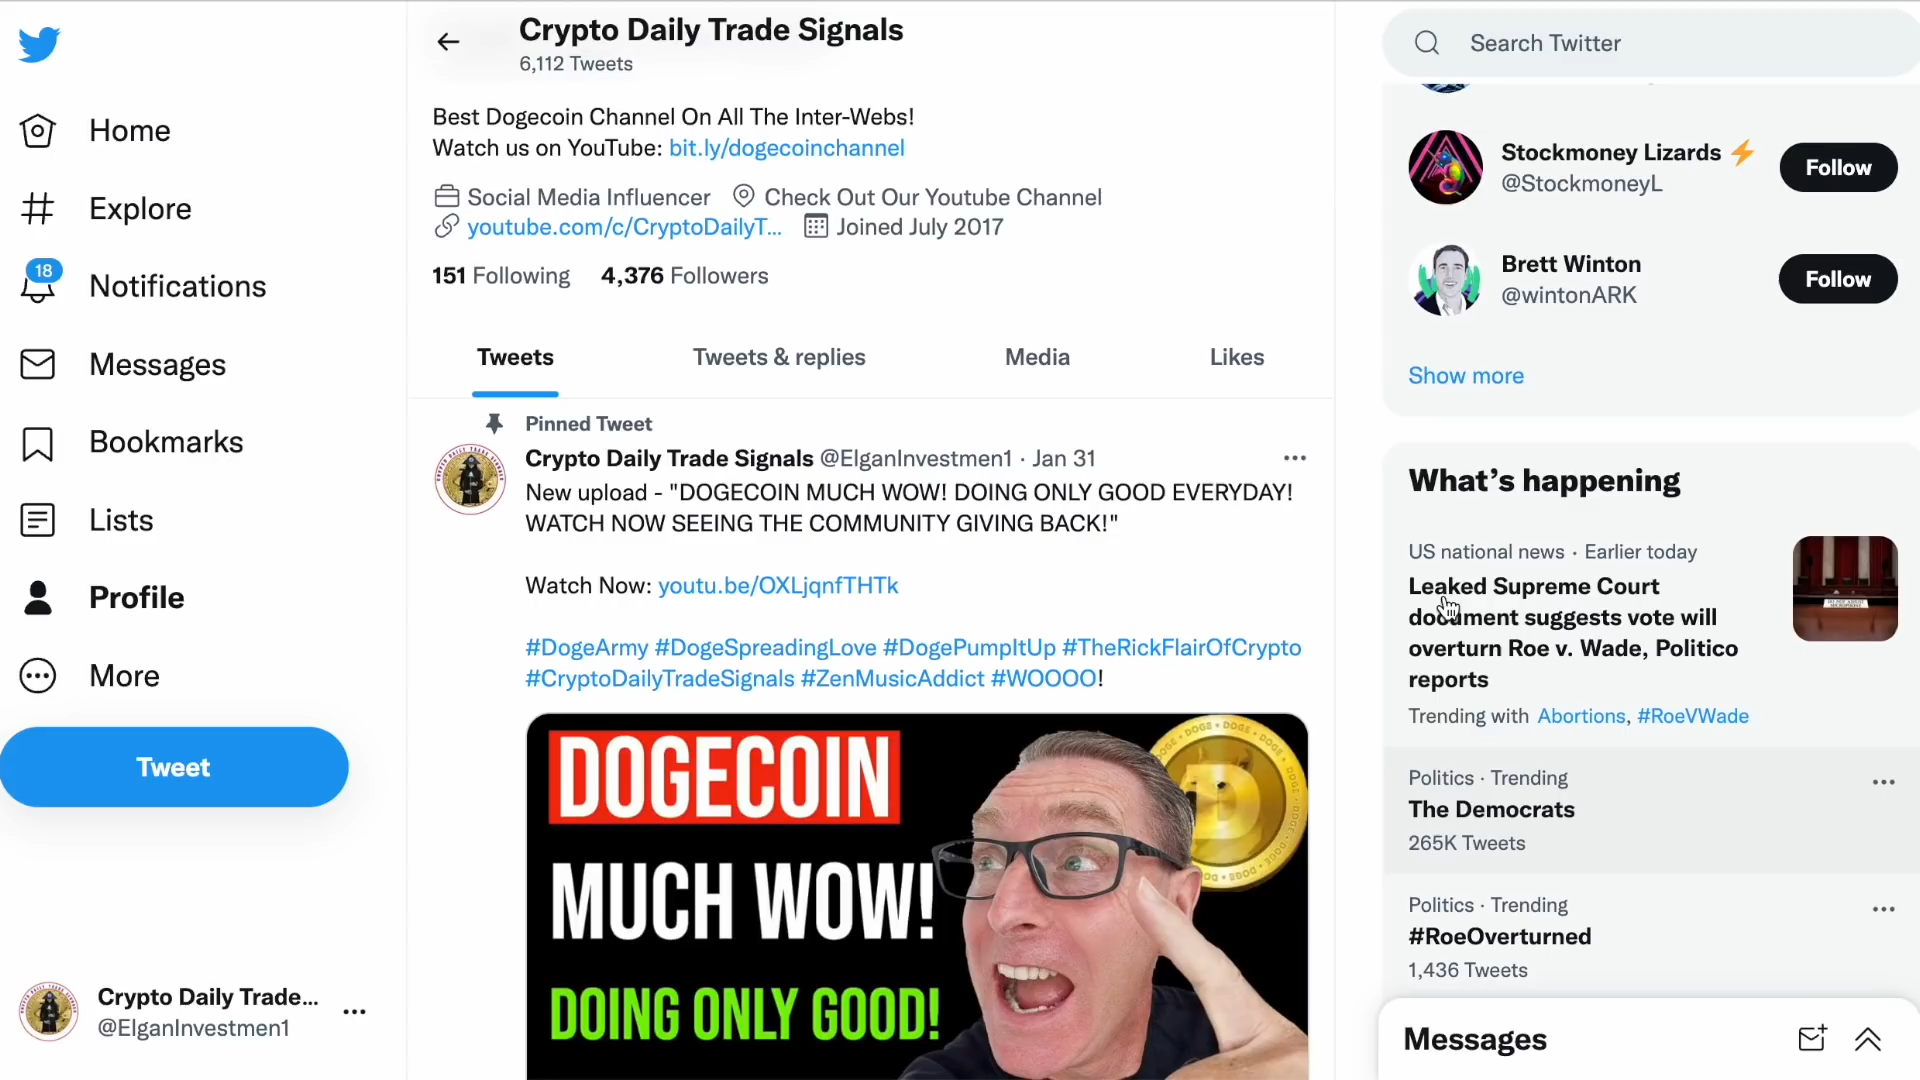 Home
Explore
18
Notifications
Messages
Bookmarks
Lists
Profile
More
Tweet
Crypto Daily Trade...
@ElganInvestmen1
Crypto Daily Trade Signals
6,112 Tweets
Best Dogecoin Channel On All The Inter-Webs!
Watch us on YouTube: bit.ly/dogecoinchannel
Social Media Influencer Check Out Our Youtube Channel
youtube.com/c/CryptoDailyT... Joined July 2017
151 Following 4,376 Followers
Tweets Tweets & replies Media Likes
Pinned Tweet
Crypto Daily Trade Signals @ElganInvestmen1 · Jan 31
New upload - "DOGECOIN MUCH WOW! DOING ONLY GOOD EVERYDAY!
WATCH NOW SEEING THE COMMUNITY GIVING BACK!"
Watch Now: youtu.be/OXLjqnfTHTk
#DogeArmy #DogeSpreadingLove #DogePumpItUp #TheRickFlairOfCrypto
#CryptoDailyTradeSignals #ZenMusicAddict #WOOOO!
DOGECOIN
MUCH WOW!
DOING ONLY GOOD!
Search Twitter
Stockmoney Lizards
@StockmoneyL
Follow
Brett Winton
@wintonARK
Follow
Show more
What's happening
US national news · Earlier today
Leaked Supreme Court
document suggests vote will
overturn Roe v. Wade, Politico
reports
Trending with Abortions, #RoeVWade
Politics · Trending
The Democrats
265K Tweets
Politics · Trending
#RoeOverturned
1,436 Tweets
Messages